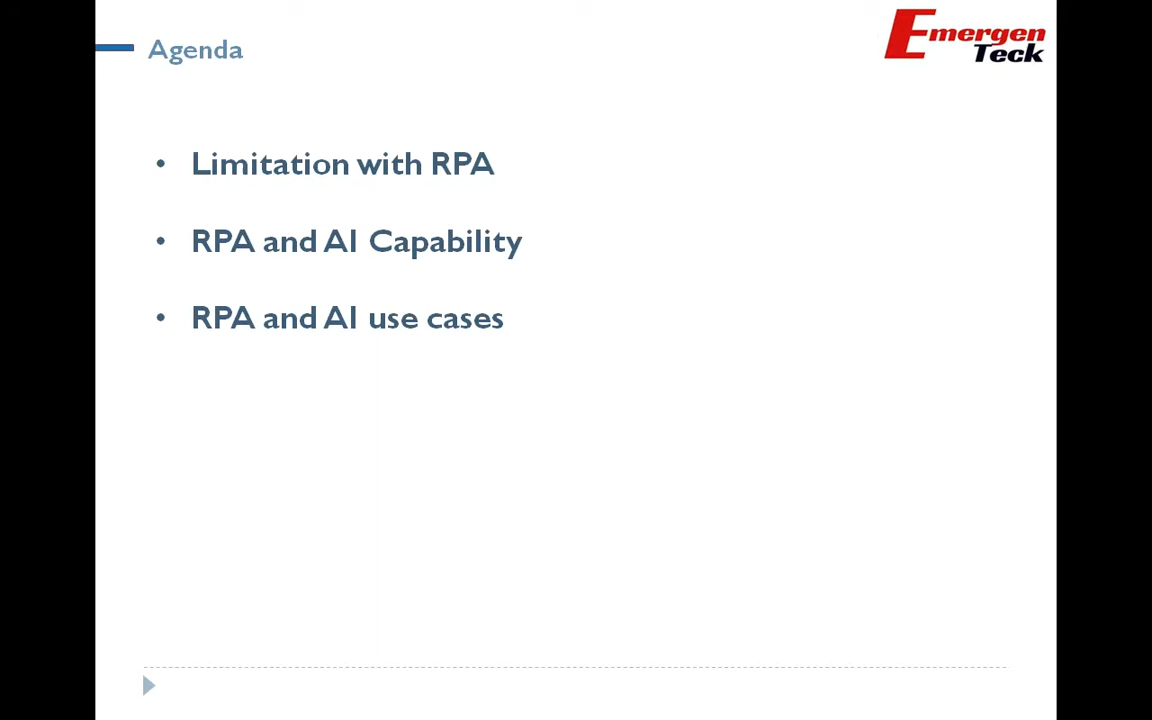 Agenda
Emergen
Teck
• Limitation with RPA
• RPA and AI Capability
• RPA and AI use cases